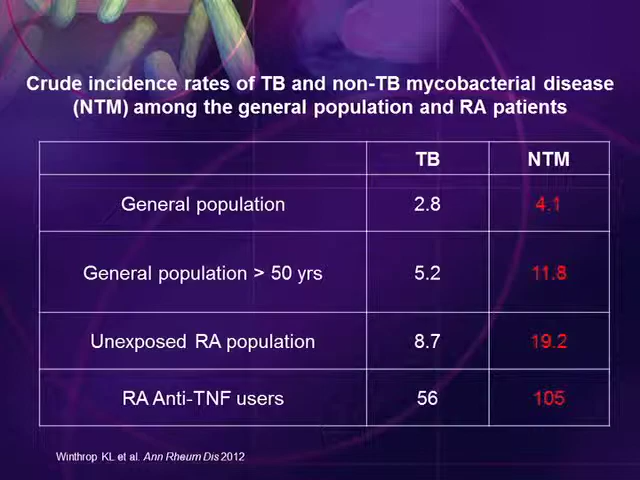 Crude incidence rates of TB and non-TB mycobacterial disease
(NTM) among the general population and RA patients
TB NTM
General population 2.8 4.1
General population > 50 yrs 5.2 11.8
Unexposed RA population 8.7 19.2
RA Anti-TNF users 56 105
Winthrop KL et al. Ann Rheum Dis 2012